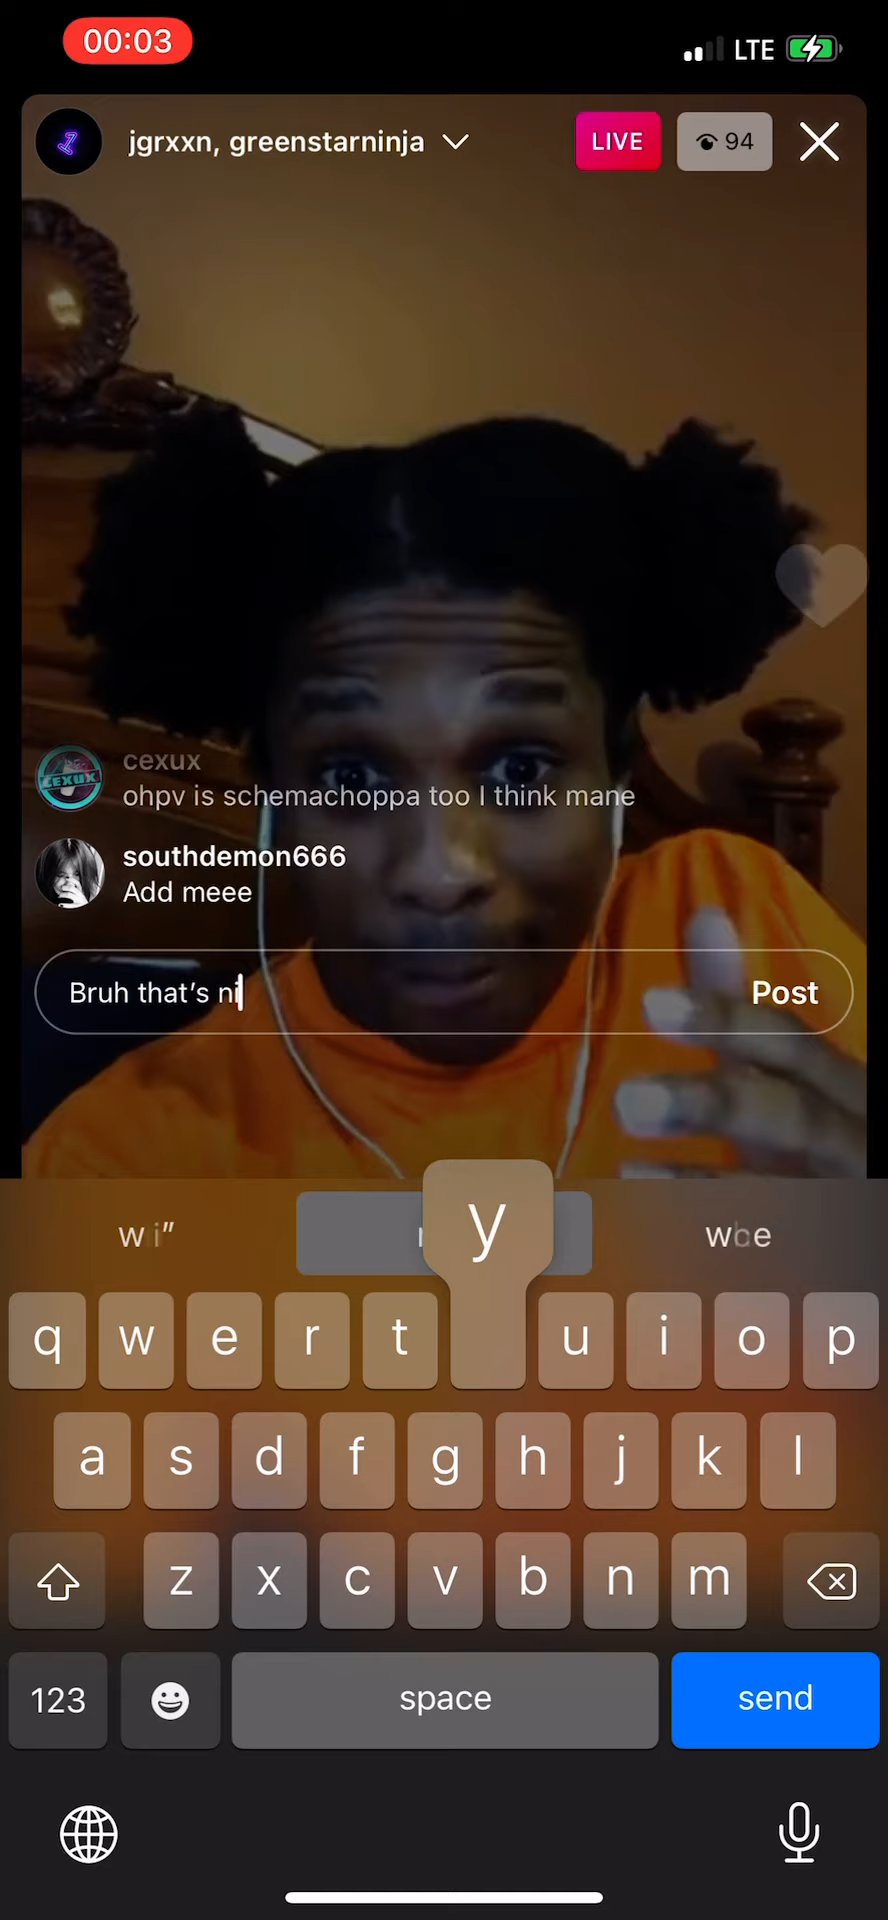 00:03
LTE
jgrxxn, greenstarninja
LIVE
94
CEXUX
cexux
ohpv is schemachoppa too I think mane
southdemon666
Add meee
Bruh that’s ni
Post
y
q w e r t u i o p
a s d f g h j k l
z x c v b n m
123
space
send